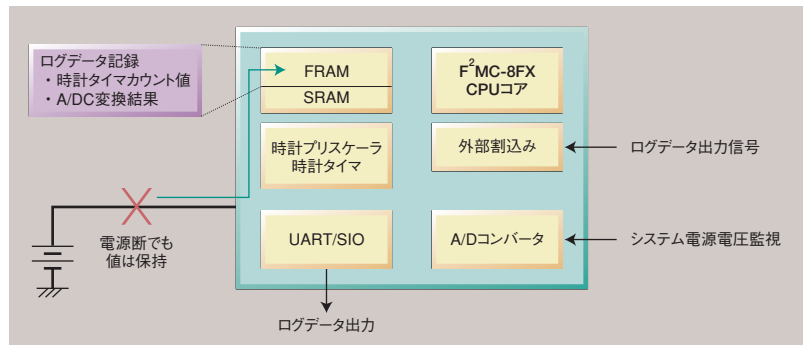 ログデータ記録
・時計タイマカウント値
・A/DC変換結果
FRAM
SRAM
F²MC-8FX
CPUコア
時計プリスケーラ
時計タイマ
外部割込み
ログデータ出力信号
電源断でも
値は保持
UART/SIO
A/Dコンバータ
システム電源電圧監視
ログデータ出力